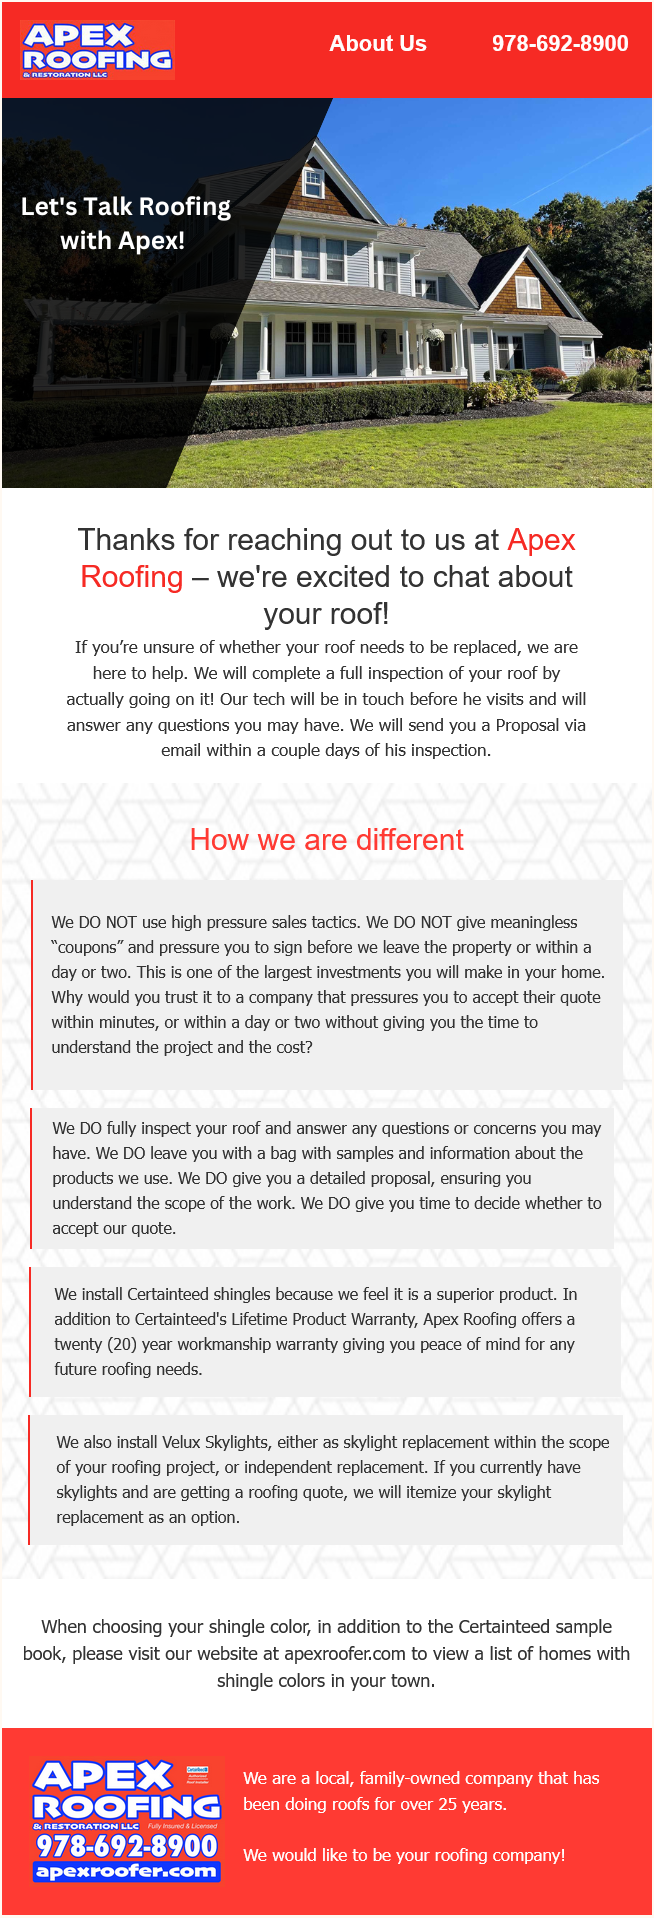 APEX
ROOFING
& RESTORATION LLC
About Us
978-692-8900
Let's Talk Roofing
with Apex!
Thanks for reaching out to us at Apex
Roofing – we're excited to chat about
your roof!
If you’re unsure of whether your roof needs to be replaced, we are
here to help. We will complete a full inspection of your roof by
actually going on it! Our tech will be in touch before he visits and will
answer any questions you may have. We will send you a Proposal via
email within a couple days of his inspection.
How we are different
We DO NOT use high pressure sales tactics. We DO NOT give meaningless
“coupons” and pressure you to sign before we leave the property or within a
day or two. This is one of the largest investments you will make in your home.
Why would you trust it to a company that pressures you to accept their quote
within minutes, or within a day or two without giving you the time to
understand the project and the cost?
We DO fully inspect your roof and answer any questions or concerns you may
have. We DO leave you with a bag with samples and information about the
products we use. We DO give you a detailed proposal, ensuring you
understand the scope of the work. We DO give you time to decide whether to
accept our quote.
We install Certainteed shingles because we feel it is a superior product. In
addition to Certainteed's Lifetime Product Warranty, Apex Roofing offers a
twenty (20) year workmanship warranty giving you peace of mind for any
future roofing needs.
We also install Velux Skylights, either as skylight replacement within the scope
of your roofing project, or independent replacement. If you currently have
skylights and are getting a roofing quote, we will itemize your skylight
replacement as an option.
When choosing your shingle color, in addition to the Certainteed sample
book, please visit our website at apexroofer.com to view a list of homes with
shingle colors in your town.
APEX
ROOFING
& RESTORATION LLC Fully Insured & Licensed
978-692-8900
apexroofer.com
We are a local, family-owned company that has
been doing roofs for over 25 years.
We would like to be your roofing company!